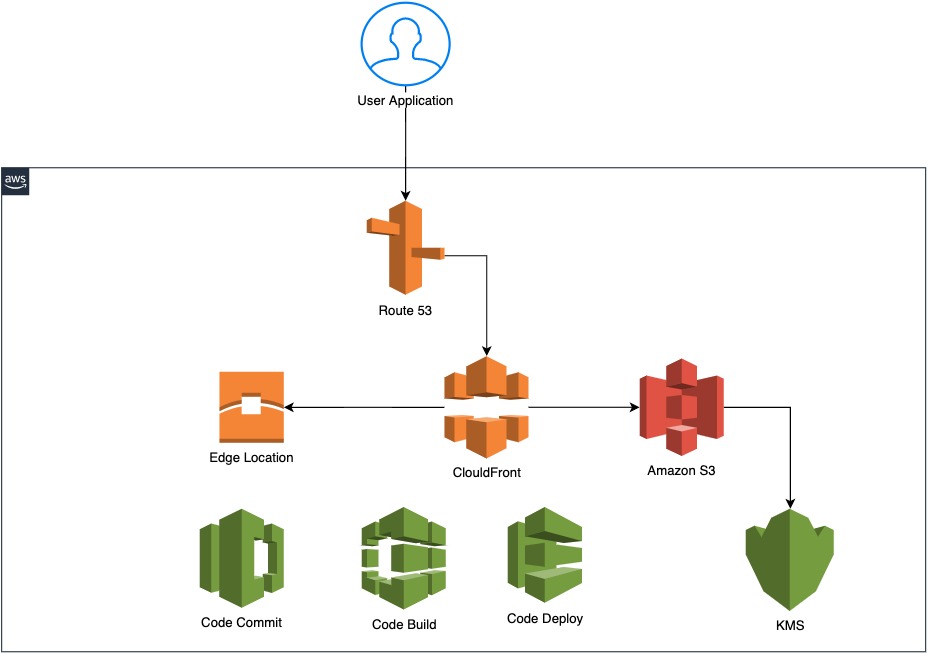 User Application
aws
Route 53
Edge Location
ClouldFront
Amazon S3
Code Commit
Code Build
Code Deploy
KMS